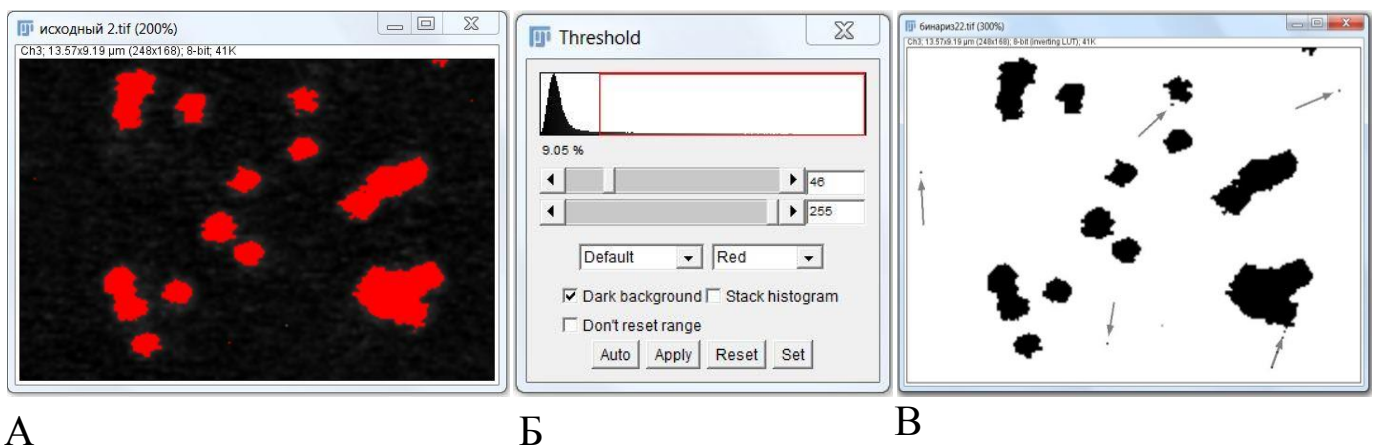 исходный 2.tif (200%)
Ch3; 13.57x9.19 µm (248x168); 8-bit; 41K
А
Threshold
9.05 %
46
255
Default
Red
Dark background
Stack histogram
Don't reset range
Auto
Apply
Reset
Set
Б
бинариз22.tif (300%)
Ch3; 13.57x9.19 µm (248x168); 8-bit (inverting LUT); 41K
В